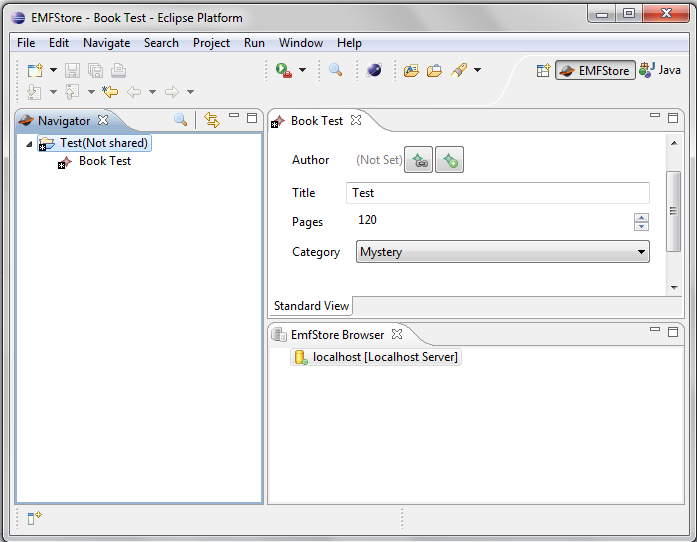 EMFStore - Book Test - Eclipse Platform
File Edit Navigate Search Project Run Window Help
EMFStore Java
Navigator
Test(Not shared)
Book Test
Book Test
Author (Not Set)
Title Test
Pages 120
Category Mystery
Standard View
EmfStore Browser
localhost [Localhost Server]